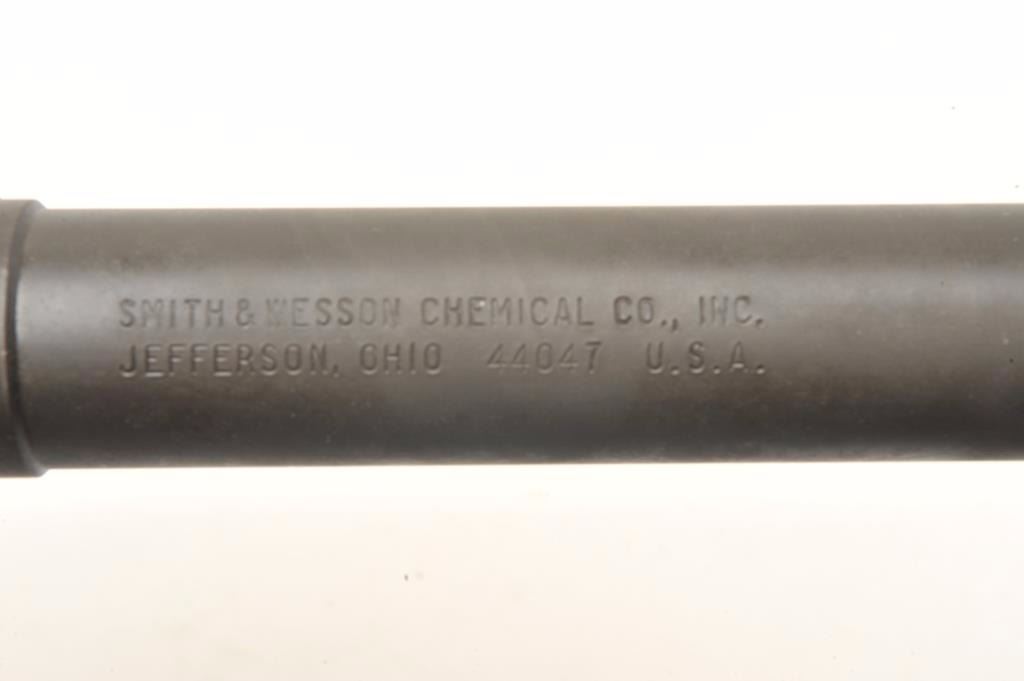 SMITH & WESSON CHEMICAL CO., INC.
JEFFERSON, OHIO 44047 U.S.A.